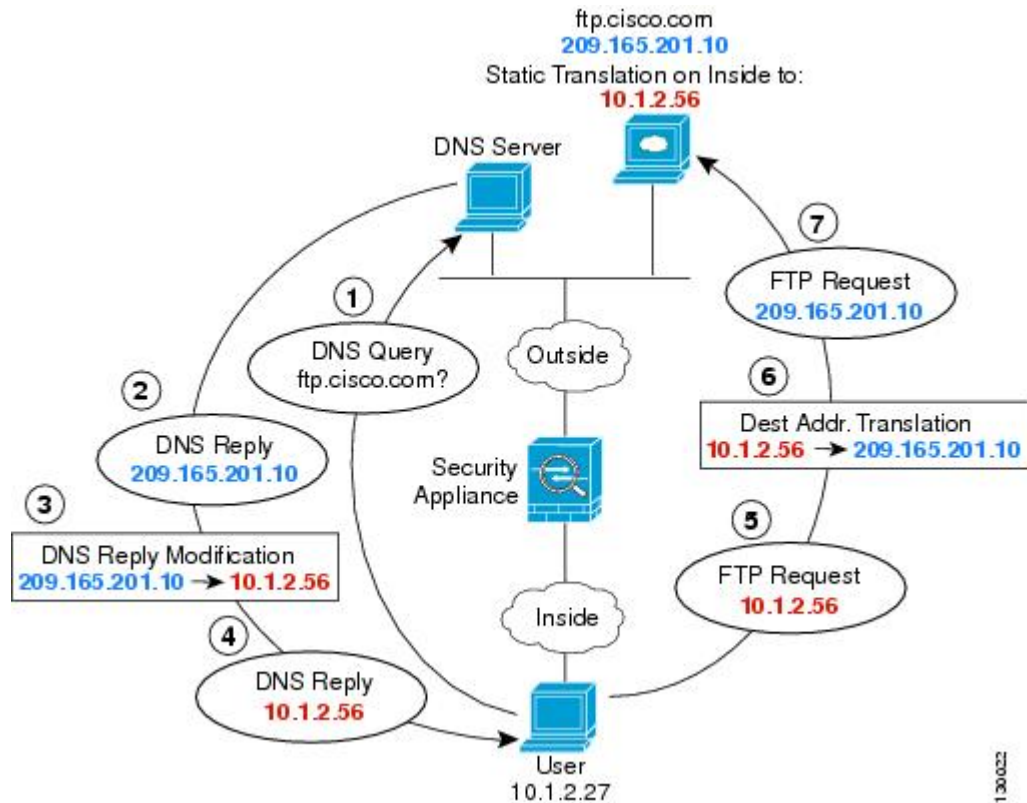 ftp.cisco.com
209.165.201.10
Static Translation on Inside to:
10.1.2.56
DNS Server
7
FTP Request
209.165.201.10
1
DNS Query
ftp.cisco.com?
Outside
2
DNS Reply
209.165.201.10
6
Dest Addr. Translation
10.1.2.56 → 209.165.201.10
Security
Appliance
3
DNS Reply Modification
209.165.201.10 → 10.1.2.56
5
FTP Request
10.1.2.56
Inside
4
DNS Reply
10.1.2.56
User
10.1.2.27
130022